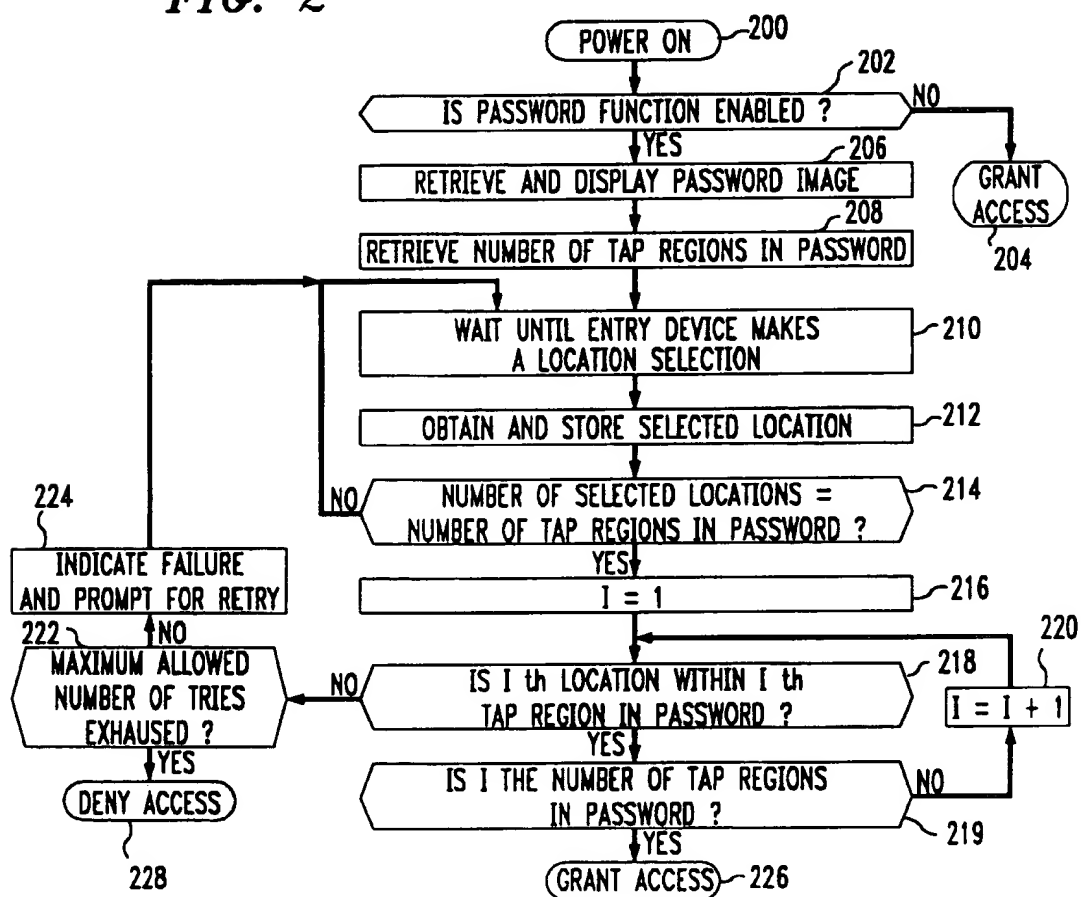 FIG. 2
POWER ON
200
202
IS PASSWORD FUNCTION ENABLED ?
NO
YES
206
RETRIEVE AND DISPLAY PASSWORD IMAGE
GRANT
ACCESS
204
208
RETRIEVE NUMBER OF TAP REGIONS IN PASSWORD
WAIT UNTIL ENTRY DEVICE MAKES
A LOCATION SELECTION
210
OBTAIN AND STORE SELECTED LOCATION
212
NO
NUMBER OF SELECTED LOCATIONS =
NUMBER OF TAP REGIONS IN PASSWORD ?
214
YES
224
INDICATE FAILURE
AND PROMPT FOR RETRY
I = 1
216
222
NO
MAXIMUM ALLOWED
NUMBER OF TRIES
EXHAUSED ?
NO
IS I th LOCATION WITHIN I th
TAP REGION IN PASSWORD ?
218
220
I = I + 1
YES
YES
DENY ACCESS
228
IS I THE NUMBER OF TAP REGIONS
IN PASSWORD ?
NO
219
YES
GRANT ACCESS
226